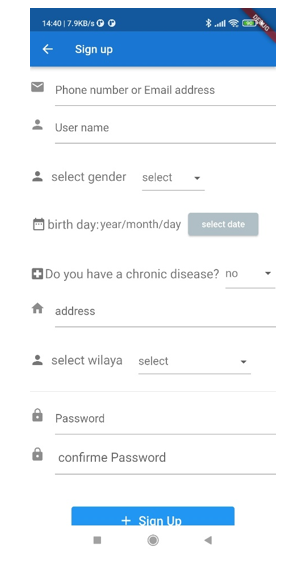 14:40 | 7.9KB/s
DEBUG
Sign up
Phone number or Email address
User name
select gender select
birth day: year/month/day select date
Do you have a chronic disease? no
address
select wilaya select
Password
confirme Password
+ Sign Up